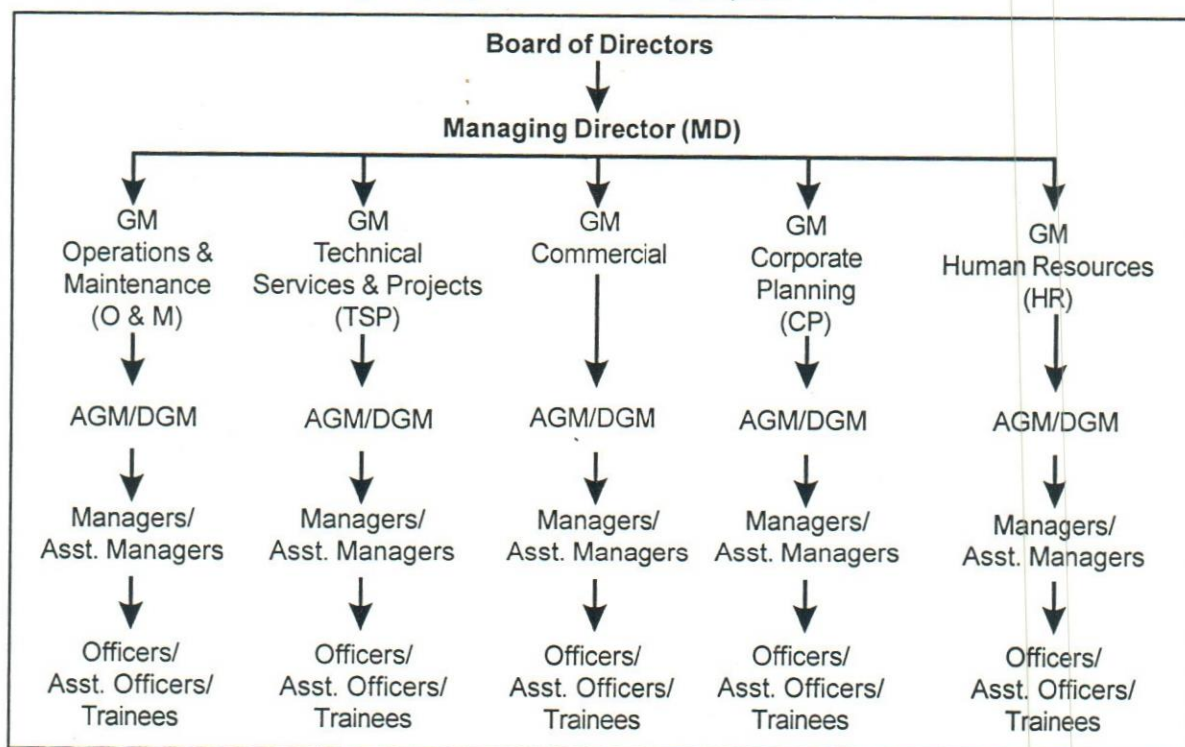 Board of Directors
Managing Director (MD)
GM
Operations &
Maintenance
(O & M)
GM
Technical
Services & Projects
(TSP)
GM
Commercial
GM
Corporate
Planning
(CP)
GM
Human Resources
(HR)
AGM/DGM
AGM/DGM
AGM/DGM
AGM/DGM
AGM/DGM
Managers/
Asst. Managers
Managers/
Asst. Managers
Managers/
Asst. Managers
Managers/
Asst. Managers
Managers/
Asst. Managers
Officers/
Asst. Officers/
Trainees
Officers/
Asst. Officers/
Trainees
Officers/
Asst. Officers/
Trainees
Officers/
Asst. Officers/
Trainees
Officers/
Asst. Officers/
Trainees